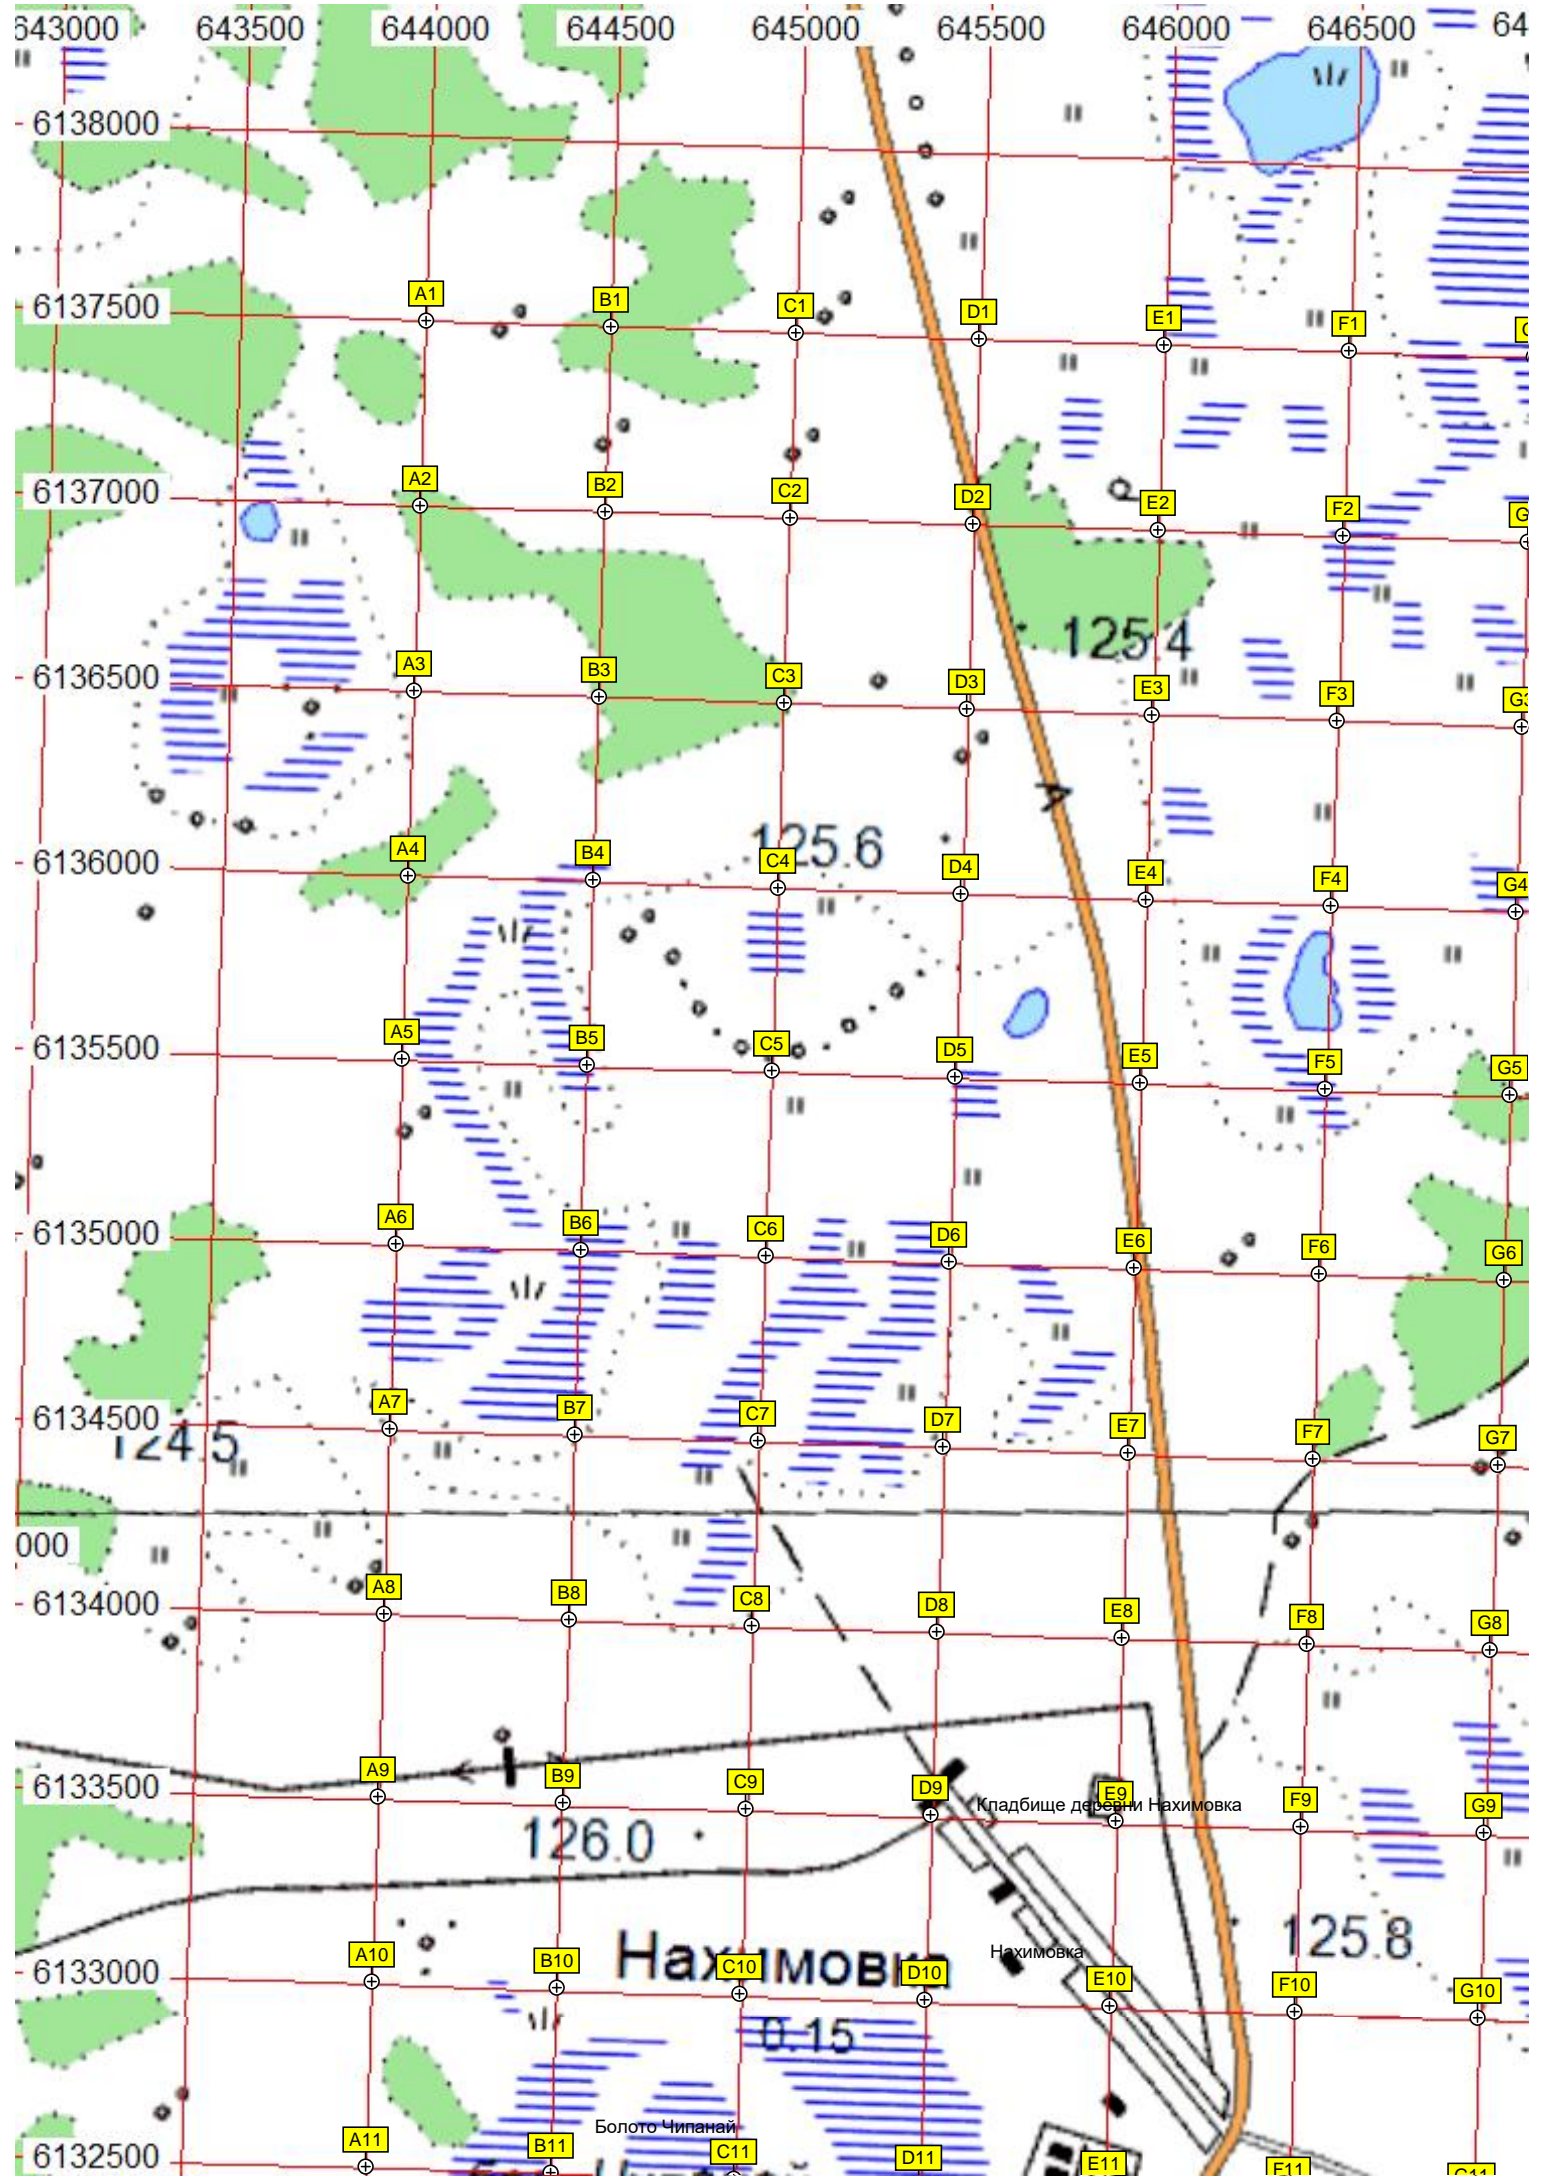 643000 643500 644000 644500 645000 645500 646000 646500 64
6138000
6137500
A1 B1 C1 D1 E1 F1
6137000
A2 B2 C2 D2 E2 F2 G
125.4
6136500
A3 B3 C3 D3 E3 F3 G3
125.6
6136000
A4 B4 C4 D4 E4 F4 G4
6135500
A5 B5 C5 D5 E5 F5 G5
6135000
A6 B6 C6 D6 E6 F6 G6
6134500
A7 B7 C7 D7 E7 F7 G7
124.5
000
6134000
A8 B8 C8 D8 E8 F8 G8
6133500
A9 B9 C9 D9 E9 F9 G9
Кладбище деревни Нахимовка
126.0
125.8
Нахимовка
Нахимовка
6133000
A10 B10 C10 D10 E10 F10 G10
0.15
Болото Чипанай
6132500
A11 B11 C11 D11 E11 F11 G11